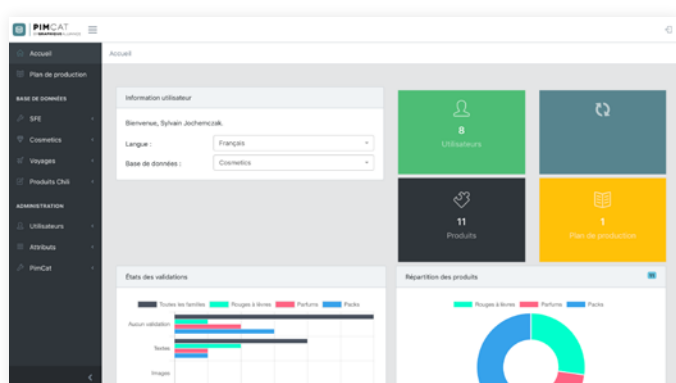 PIMCAT
Accueil
Accueil
Plan de production
BASE DE DONNÉES
SFE
Cosmetics
Voyages
Produits Chili
ADMINISTRATION
Utilisateurs
Attributs
PimCat
Information utilisateur
Bienvenue, Sylvain Jochemczak.
Langue :
Français
Base de données :
Cosmetics
8
Utilisateurs
11
Produits
1
Plan de production
États des validations
Toutes les familles
Rouges à lèvres
Parfums
Packs
Aucun validation
Textes
Images
Répartition des produits
11
Rouges à lèvres
Parfums
Packs